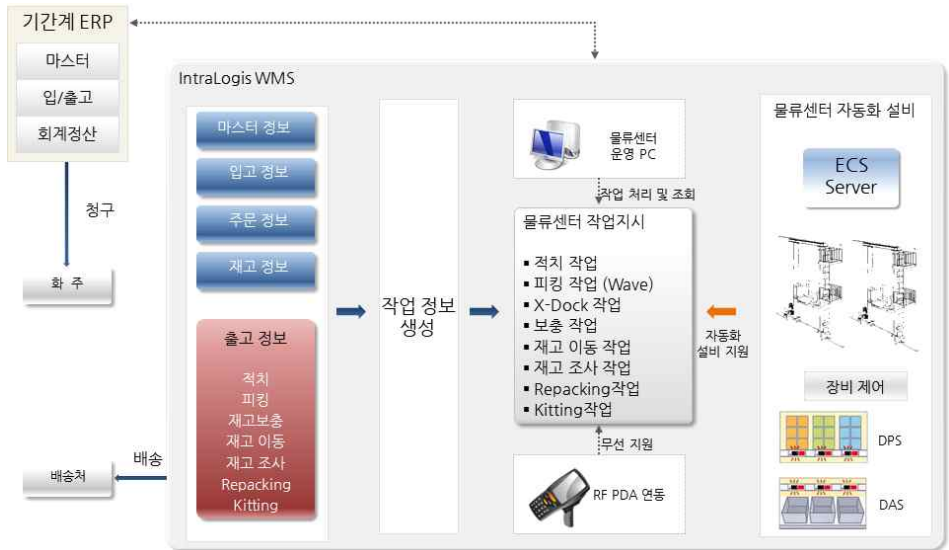 기간계 ERP
마스터
입/출고
회계정산
청구
화 주
배송처
배송
IntraLogis WMS
마스터 정보
입고 정보
주문 정보
재고 정보
출고 정보
적치
피킹
재고보충
재고 이동
재고 조사
Repacking
Kitting
작업 정보
생성
물류센터
운영 PC
작업 처리 및 조회
물류센터 작업지시
▪ 적치 작업
▪ 피킹 작업 (Wave)
▪ X-Dock 작업
▪ 보충 작업
▪ 재고 이동 작업
▪ 재고 조사 작업
▪ Repacking작업
▪ Kitting작업
무선 지원
RF PDA 연동
자동화
설비 지원
물류센터 자동화 설비
ECS
Server
장비 제어
DPS
DAS